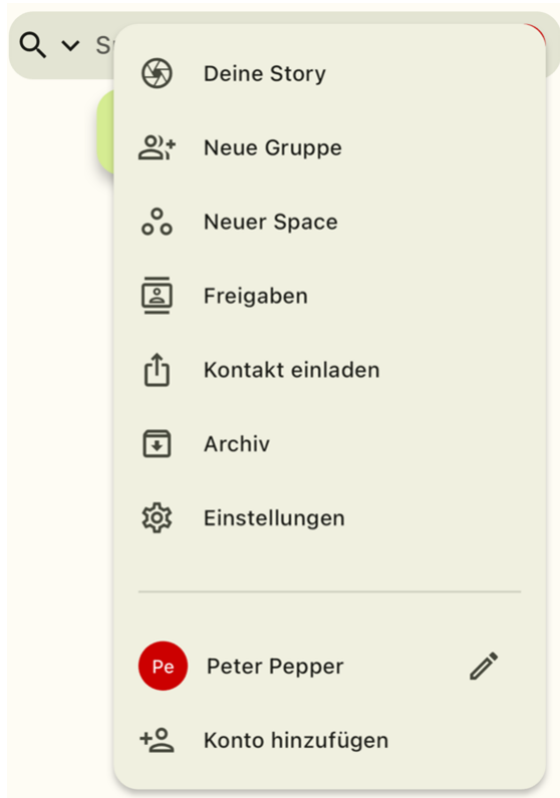 Deine Story
Neue Gruppe
Neuer Space
Freigaben
Kontakt einladen
Archiv
Einstellungen
Pe Peter Pepper
Konto hinzufügen